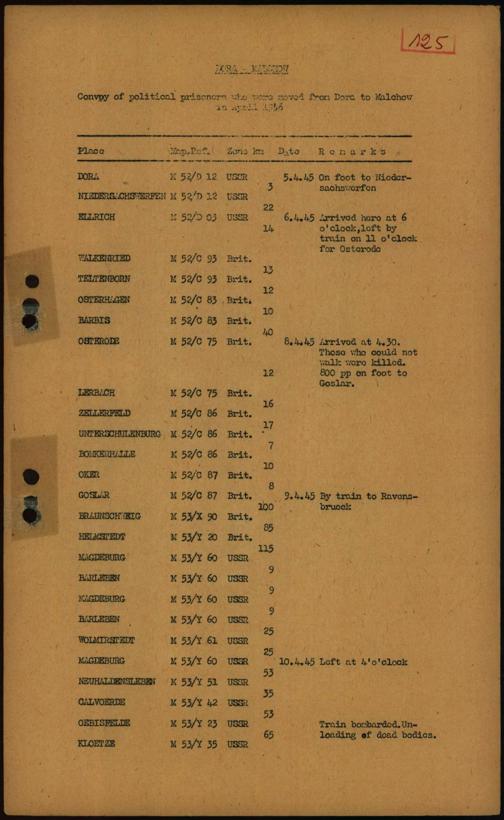 125
DORA - MALCHOW
Convoy of political prisoners who were moved from Dora to Malchow
in April
Place Map.Ref. Zone km Date Remarks
DORA M 52/D 12 USSR 5.4.45 On foot to Nieder-
3 sachswerfen
NIEDERSACHSWERFEN M 52/D 12 USSR
22
ELLRICH M 52/D 03 USSR 6.4.45 Arrived here at 6
14 o'clock,left by
train on 11 o'clock
for Osterode
WALKENRIED M 52/C 93 Brit.
13
TELTENBORN M 52/C 93 Brit.
12
OSTERHAGEN M 52/C 83 Brit.
10
BARBIS M 52/C 83 Brit.
40
OSTERODE M 52/C 75 Brit. 8.4.45 Arrived at 4.30.
Those who could not
walk were killed.
12 800 pp on foot to
Goslar.
LERBACH M 52/C 75 Brit.
16
ZELLERFELD M 52/C 86 Brit.
17
UNTERSCHULENBURG M 52/C 86 Brit.
7
M 52/C 86 Brit.
10
OKER M 52/C 87 Brit.
8
GOSLAR M 52/C 87 Brit. 9.4.45 By train to Ravens-
100 brueck
BRAUNSCHWEIG M 53/X 90 Brit.
85
HELMSTEDT M 53/Y 20 Brit.
115
MAGDEBURG M 53/Y 60 USSR
9
BARLEBEN M 53/Y 60 USSR
9
MAGDEBURG M 53/Y 60 USSR
9
BARLEBEN M 53/Y 60 USSR
25
WOLMIRSTEDT M 53/Y 61 USSR
25
MAGDEBURG M 53/Y 60 USSR 10.4.45 Left at 4'o'clock
53
NEUHALDENSLEBEN M 53/Y 51 USSR
35
CALVOERDE M 53/Y 42 USSR
53
OEBISFELDE M 53/Y 23 USSR Train bombarded.Un-
65 loading of dead bodies.
KLOETZE M 53/Y 35 USSR